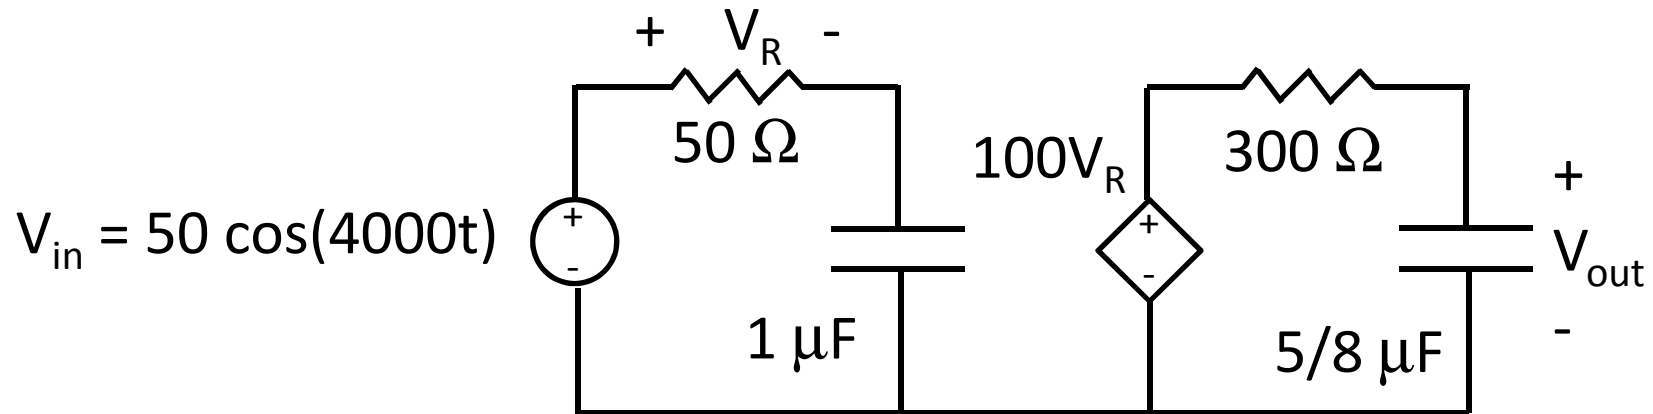 + V_R -
50 Ω
V_in = 50 cos(4000t)
+
-
1 μF
100V_R
+
-
300 Ω
5/8 μF
+
V_out
-